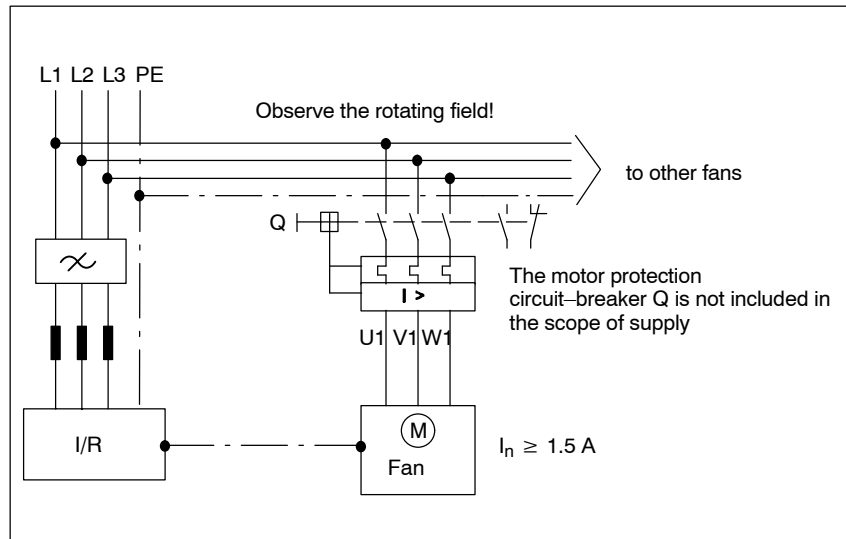 L1 L2 L3 PE
Observe the rotating field!
to other fans
Q
The motor protection
circuit–breaker Q is not included in
the scope of supply
I >
U1 V1 W1
I/R
M
Fan
In ≥ 1.5 A